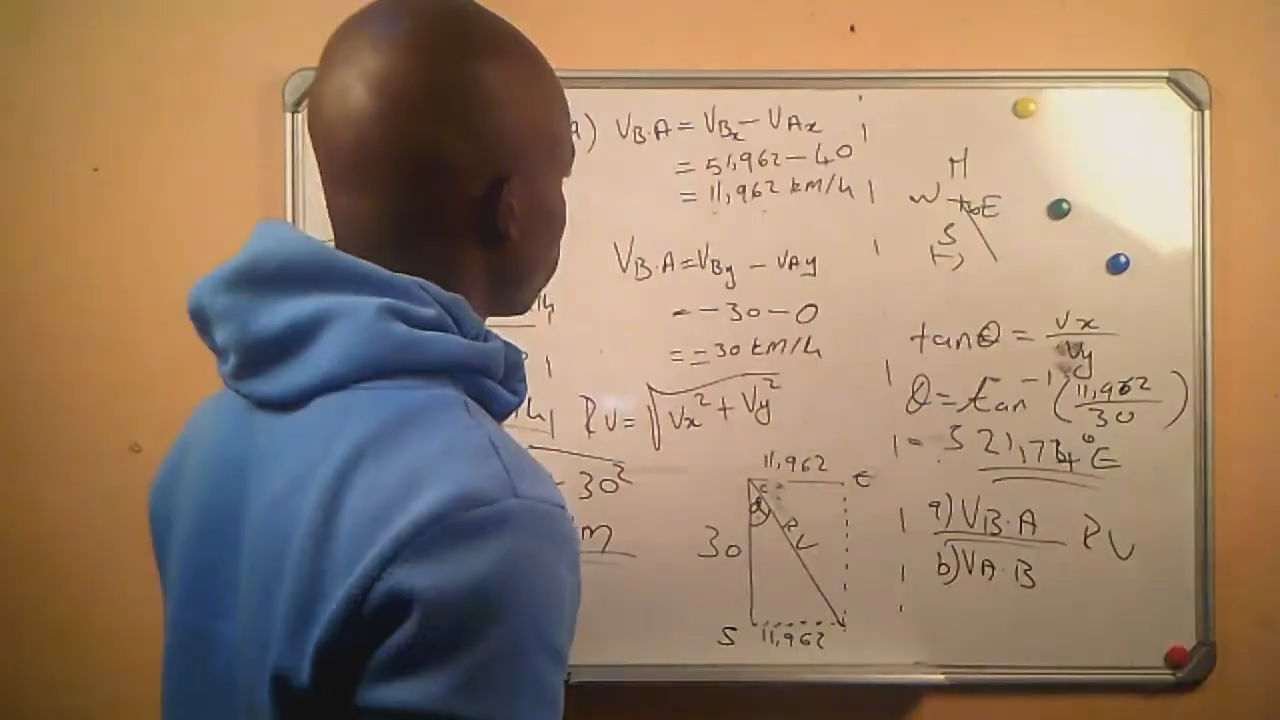 a) VB·A = VBx - VAx
= 51,962 - 40
= 11,962 km/h
VB·A = VBy - VAy
= -30 - 0
= -30 km/h
RV = √Vx² + Vy²
30²
m
11,962
E
30
RV
S
11,962
W
E
S
tanθ = Vx/Vy
θ = tan⁻¹(11,962/30)
= S 21,74°E
a) VB·A
RV
b) VA·B